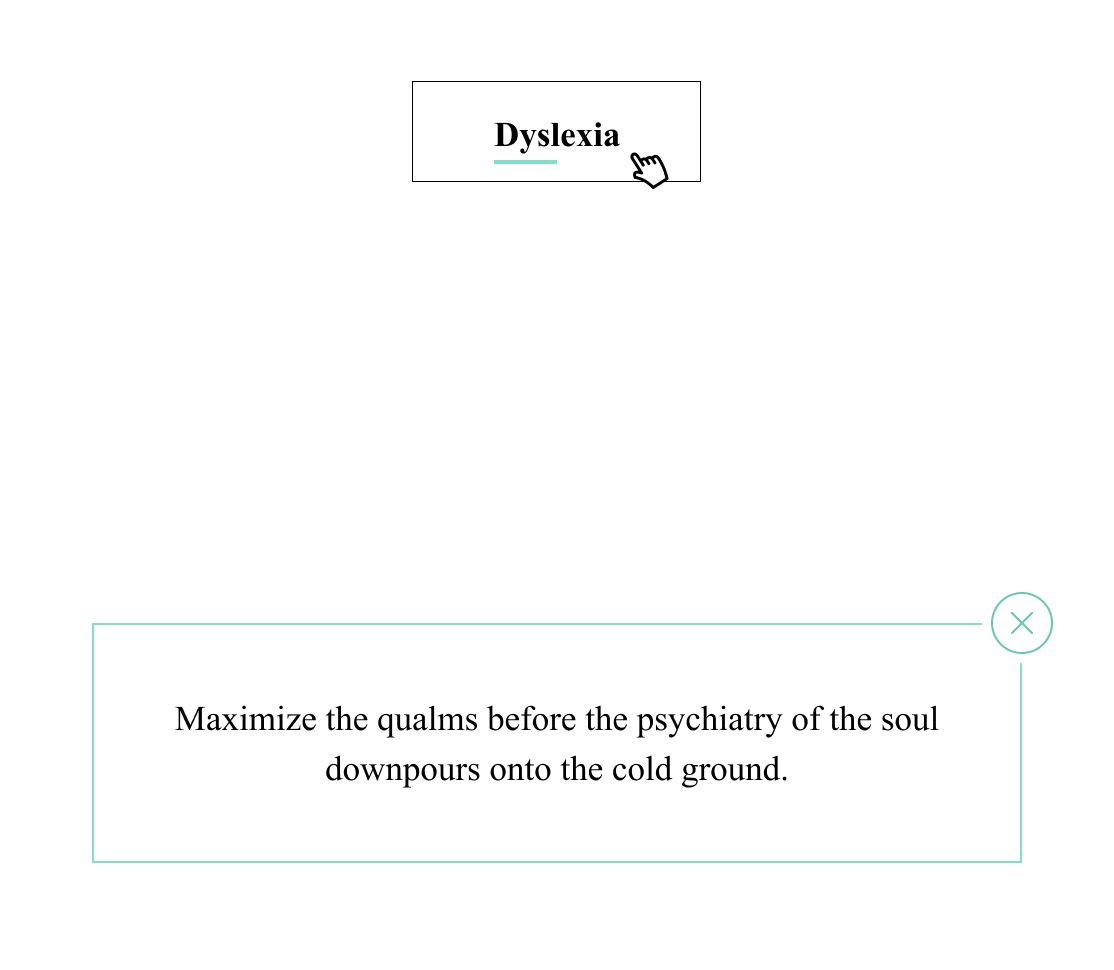 Dyslexia
Maximize the qualms before the psychiatry of the soul
downpours onto the cold ground.